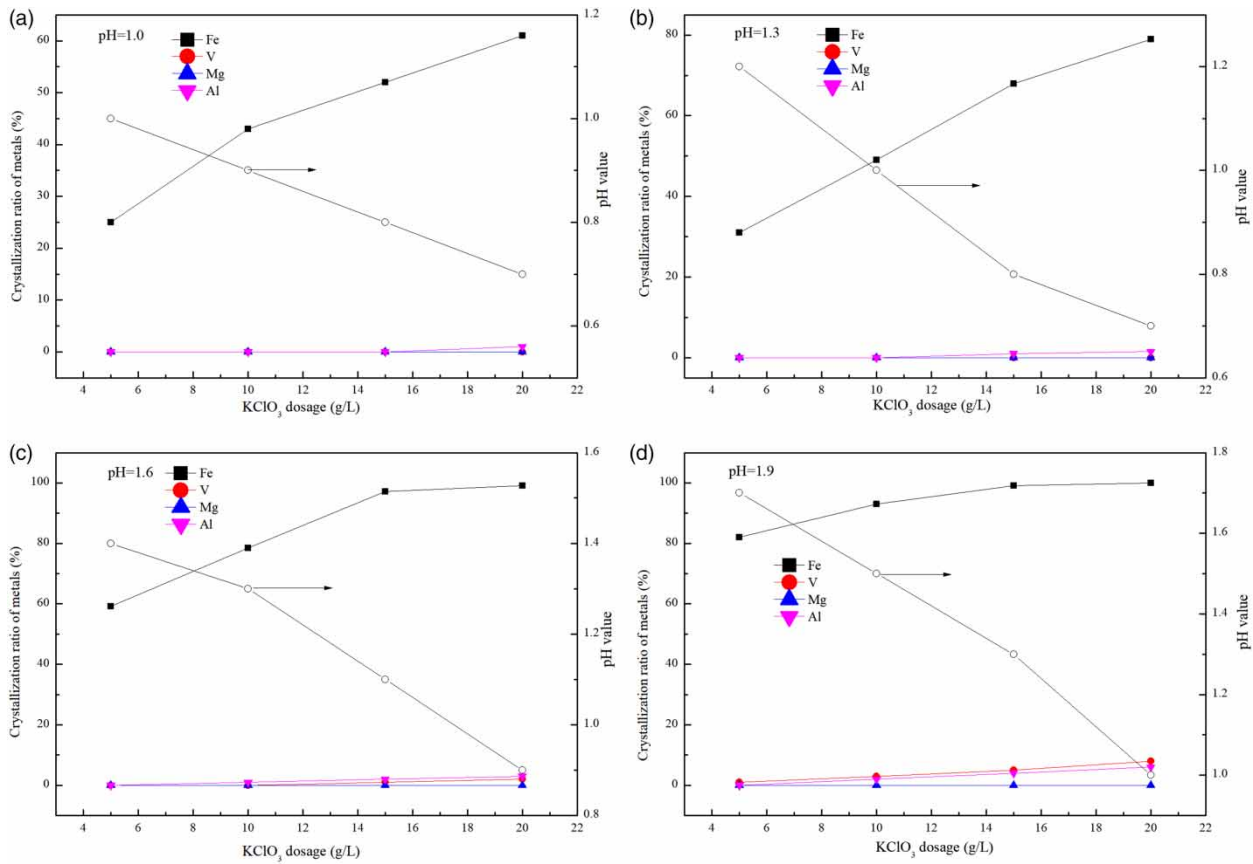 (a)
pH=1.0
Fe
V
Mg
Al
Crystallization ratio of metals (%)
60
55
50
45
40
35
30
25
20
15
10
5
0
1.2
1.0
0.8
0.6
pH value
4 6 8 10 12 14 16 18 20 22
KClO3 dosage (g/L)
(b)
pH=1.3
Fe
V
Mg
Al
Crystallization ratio of metals (%)
80
60
40
20
0
1.2
1.0
0.8
0.6
pH value
4 6 8 10 12 14 16 18 20 22
KClO3 dosage (g/L)
(c)
pH=1.6
Fe
V
Mg
Al
Crystallization ratio of metals (%)
100
80
60
40
20
0
1.6
1.4
1.2
1.0
0.8
pH value
4 6 8 10 12 14 16 18 20 22
KClO3 dosage (g/L)
(d)
pH=1.9
Fe
V
Mg
Al
Crystallization ratio of metals (%)
100
80
60
40
20
0
1.8
1.6
1.4
1.2
1.0
pH value
4 6 8 10 12 14 16 18 20 22
KClO3 dosage (g/L)